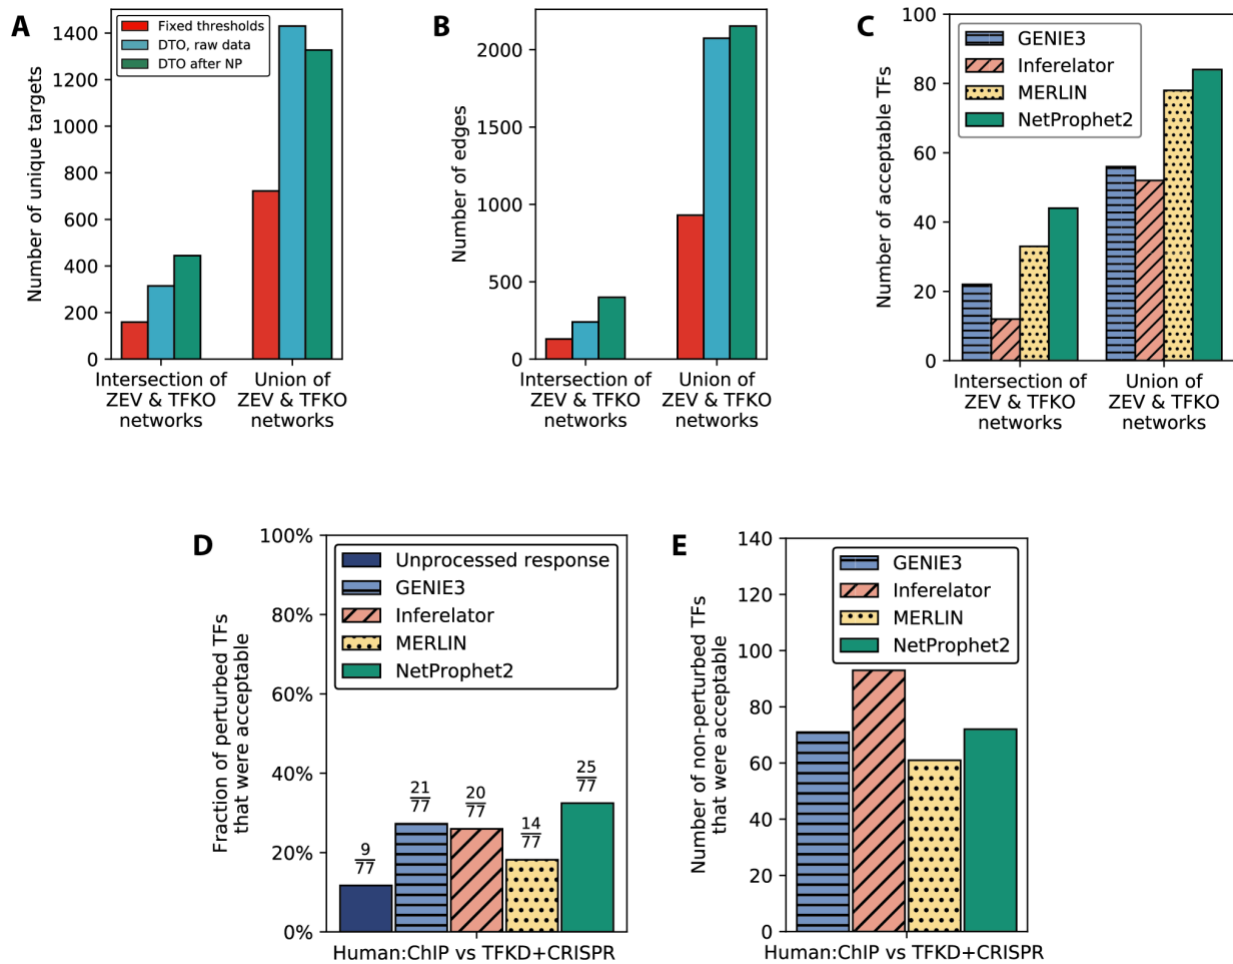 A
Number of unique targets
1400
1200
1000
800
600
400
200
0
Fixed thresholds
DTO, raw data
DTO after NP
Intersection of
ZEV & TFKO
networks
Union of
ZEV & TFKO
networks
B
Number of edges
2000
1500
1000
500
0
Intersection of
ZEV & TFKO
networks
Union of
ZEV & TFKO
networks
C
Number of acceptable TFs
100
80
60
40
20
0
GENIE3
Inferelator
MERLIN
NetProphet2
Intersection of
ZEV & TFKO
networks
Union of
ZEV & TFKO
networks
D
Fraction of perturbed TFs
that were acceptable
100%
80%
60%
40%
20%
0%
Unprocessed response
GENIE3
Inferelator
MERLIN
NetProphet2
9
77
21
77
20
77
14
77
25
77
Human:ChIP vs TFKD+CRISPR
E
Number of non-perturbed TFs
that were acceptable
140
120
100
80
60
40
20
0
GENIE3
Inferelator
MERLIN
NetProphet2
Human:ChIP vs TFKD+CRISPR